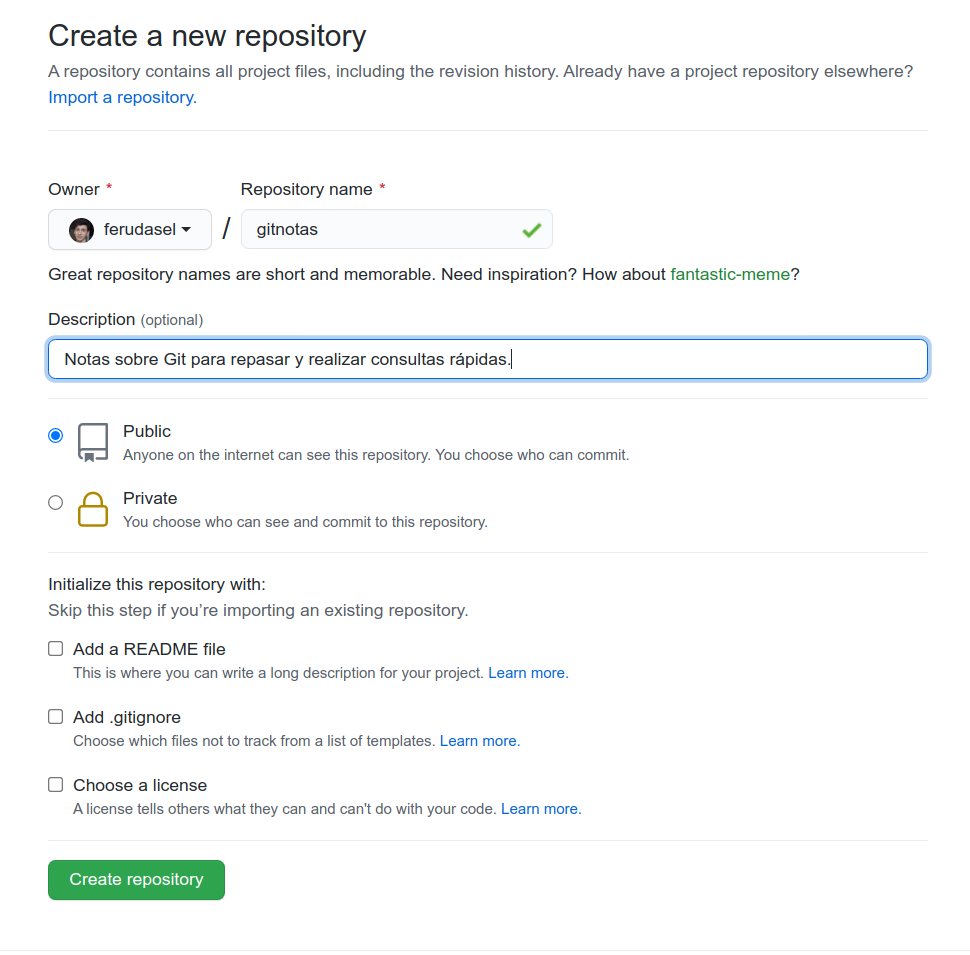 Create a new repository
A repository contains all project files, including the revision history. Already have a project repository elsewhere?
Import a repository.
Owner * Repository name *
ferudasel / gitnotas
Great repository names are short and memorable. Need inspiration? How about fantastic-meme?
Description (optional)
Notas sobre Git para repasar y realizar consultas rápidas.
Public
Anyone on the internet can see this repository. You choose who can commit.
Private
You choose who can see and commit to this repository.
Initialize this repository with:
Skip this step if you’re importing an existing repository.
Add a README file
This is where you can write a long description for your project. Learn more.
Add .gitignore
Choose which files not to track from a list of templates. Learn more.
Choose a license
A license tells others what they can and can't do with your code. Learn more.
Create repository